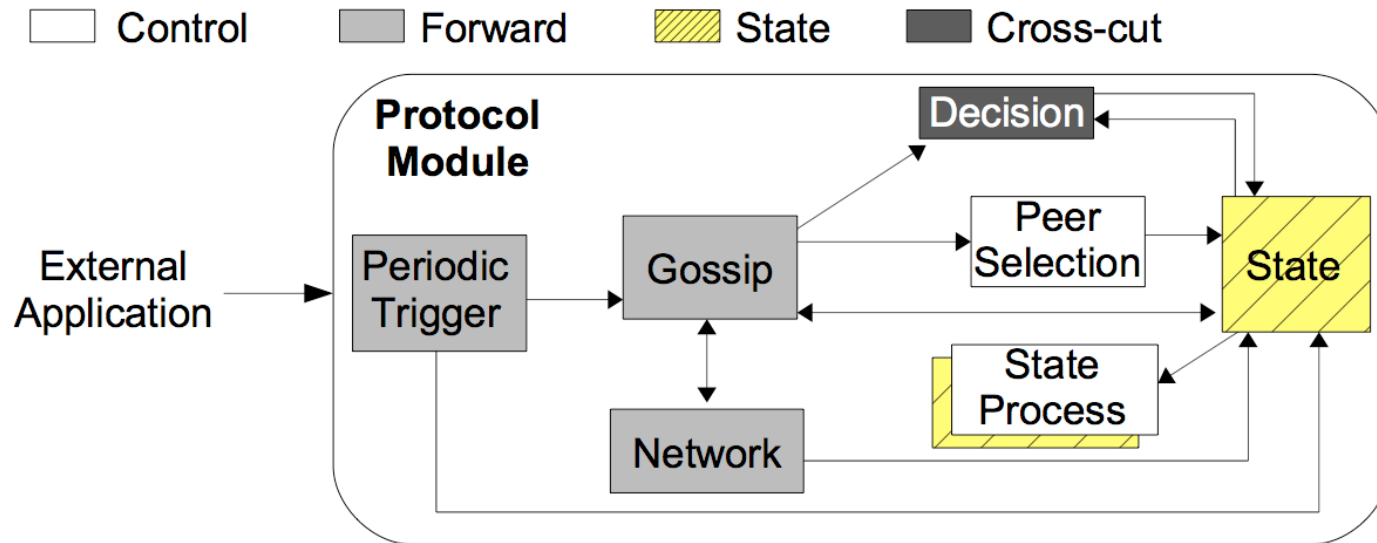 Control
Forward
State
Cross-cut
Protocol
Module
Decision
Peer
Selection
State
External
Application
Periodic
Trigger
Gossip
State
Process
Network